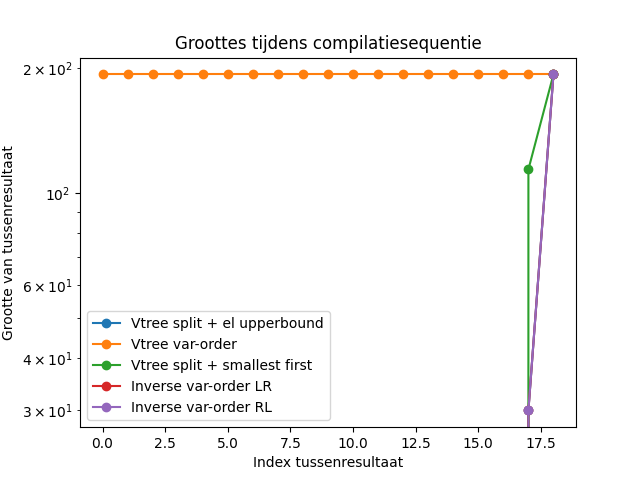 Groottes tijdens compilatiesequentie
Grootte van tussenresultaat
2 × 10²
10²
6 × 10¹
4 × 10¹
3 × 10¹
Vtree split + el upperbound
Vtree var-order
Vtree split + smallest first
Inverse var-order LR
Inverse var-order RL
0.0 2.5 5.0 7.5 10.0 12.5 15.0 17.5
Index tussenresultaat